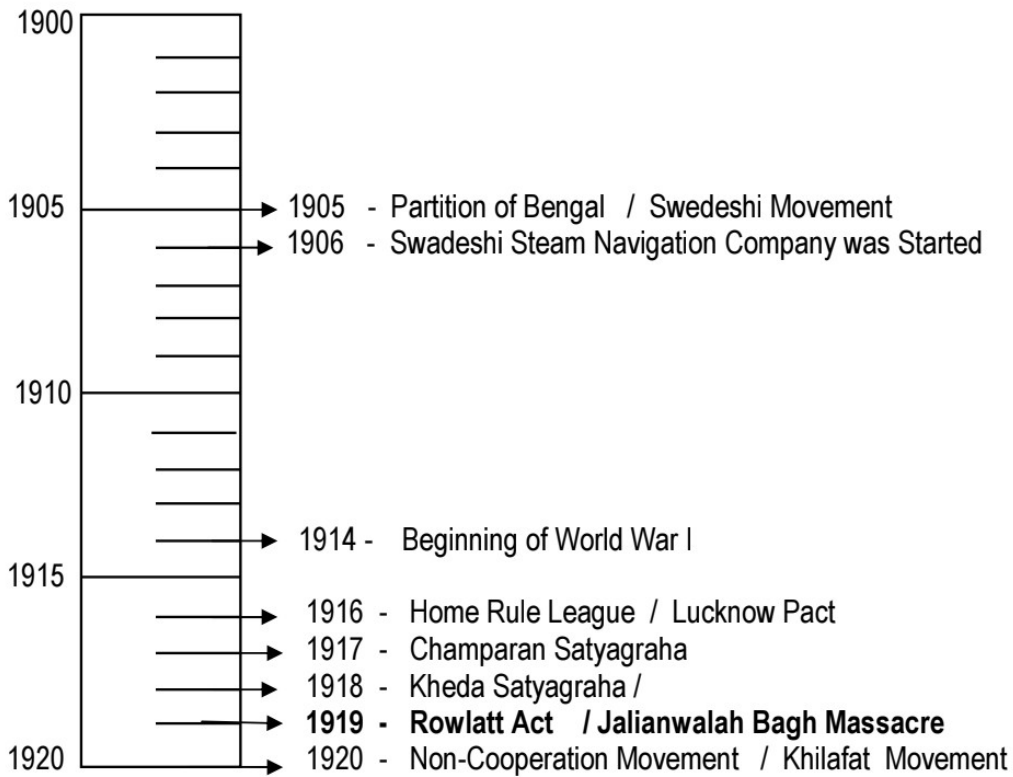 1900
1905
1905 - Partition of Bengal / Swedeshi Movement
1906 - Swadeshi Steam Navigation Company was Started
1910
1914 - Beginning of World War I
1915
1916 - Home Rule League / Lucknow Pact
1917 - Champaran Satyagraha
1918 - Kheda Satyagraha /
1919 - Rowlatt Act / Jalianwalah Bagh Massacre
1920
1920 - Non-Cooperation Movement / Khilafat Movement